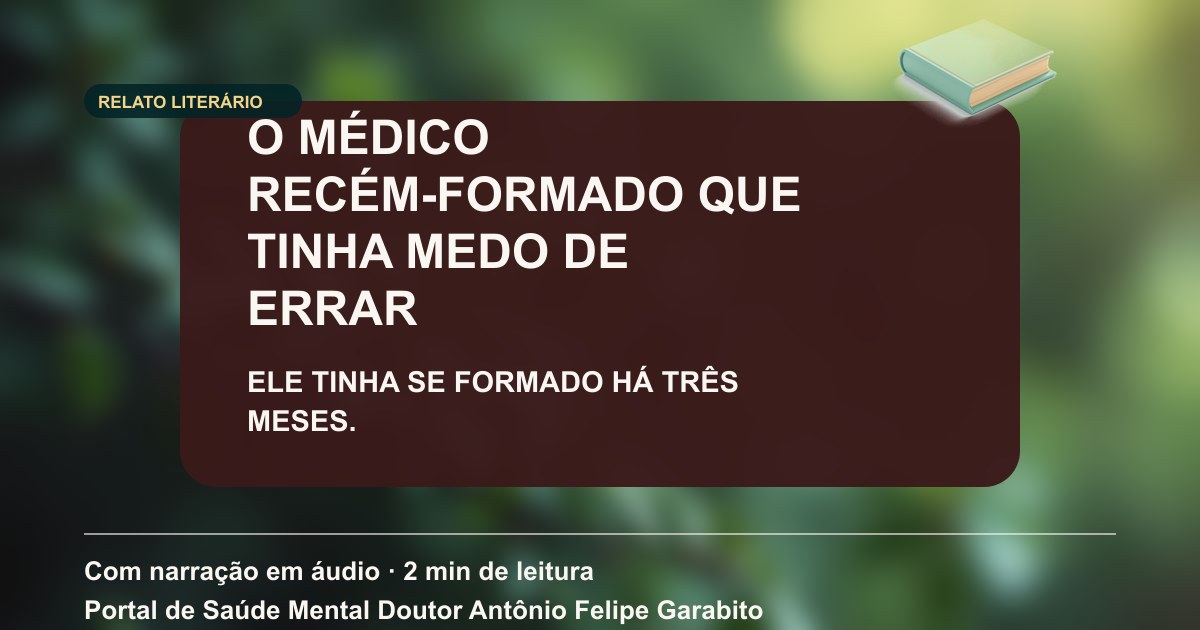 RELATO LITERÁRIO
O MÉDICO
RECÉM-FORMADO QUE
TINHA MEDO DE
ERRAR
ELE TINHA SE FORMADO HÁ TRÊS
MESES.
Com narração em áudio · 2 min de leitura
Portal de Saúde Mental Doutor Antônio Felipe Garabito